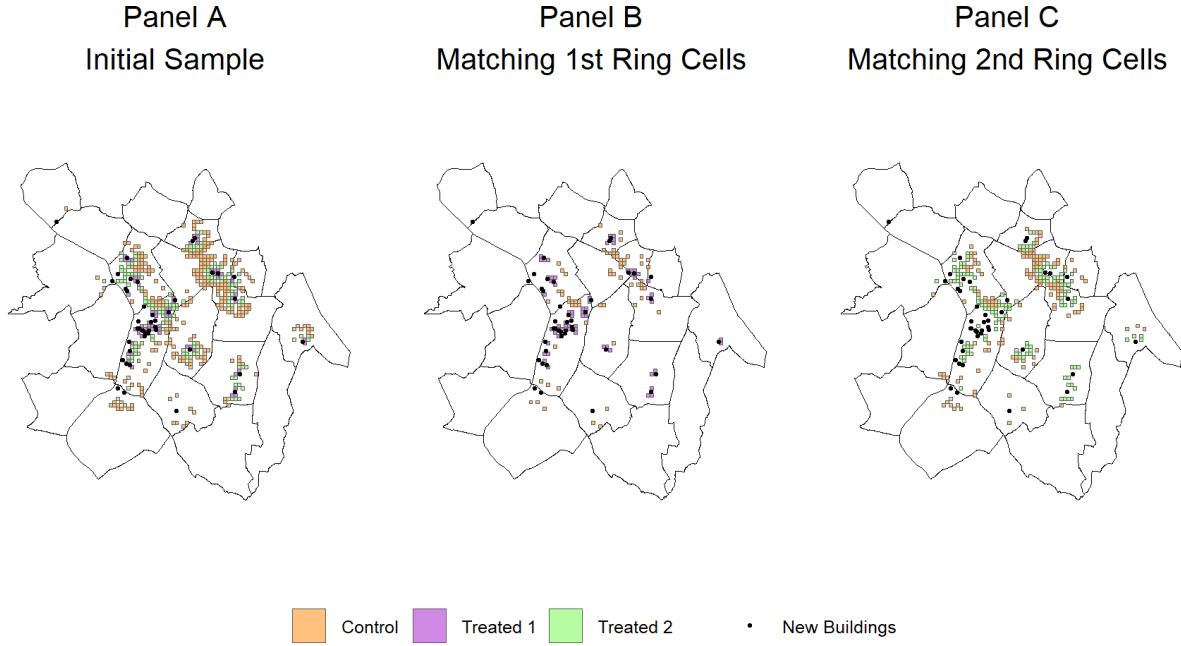 Panel A
Initial Sample
Panel B
Matching 1st Ring Cells
Panel C
Matching 2nd Ring Cells
Control
Treated 1
Treated 2
New Buildings